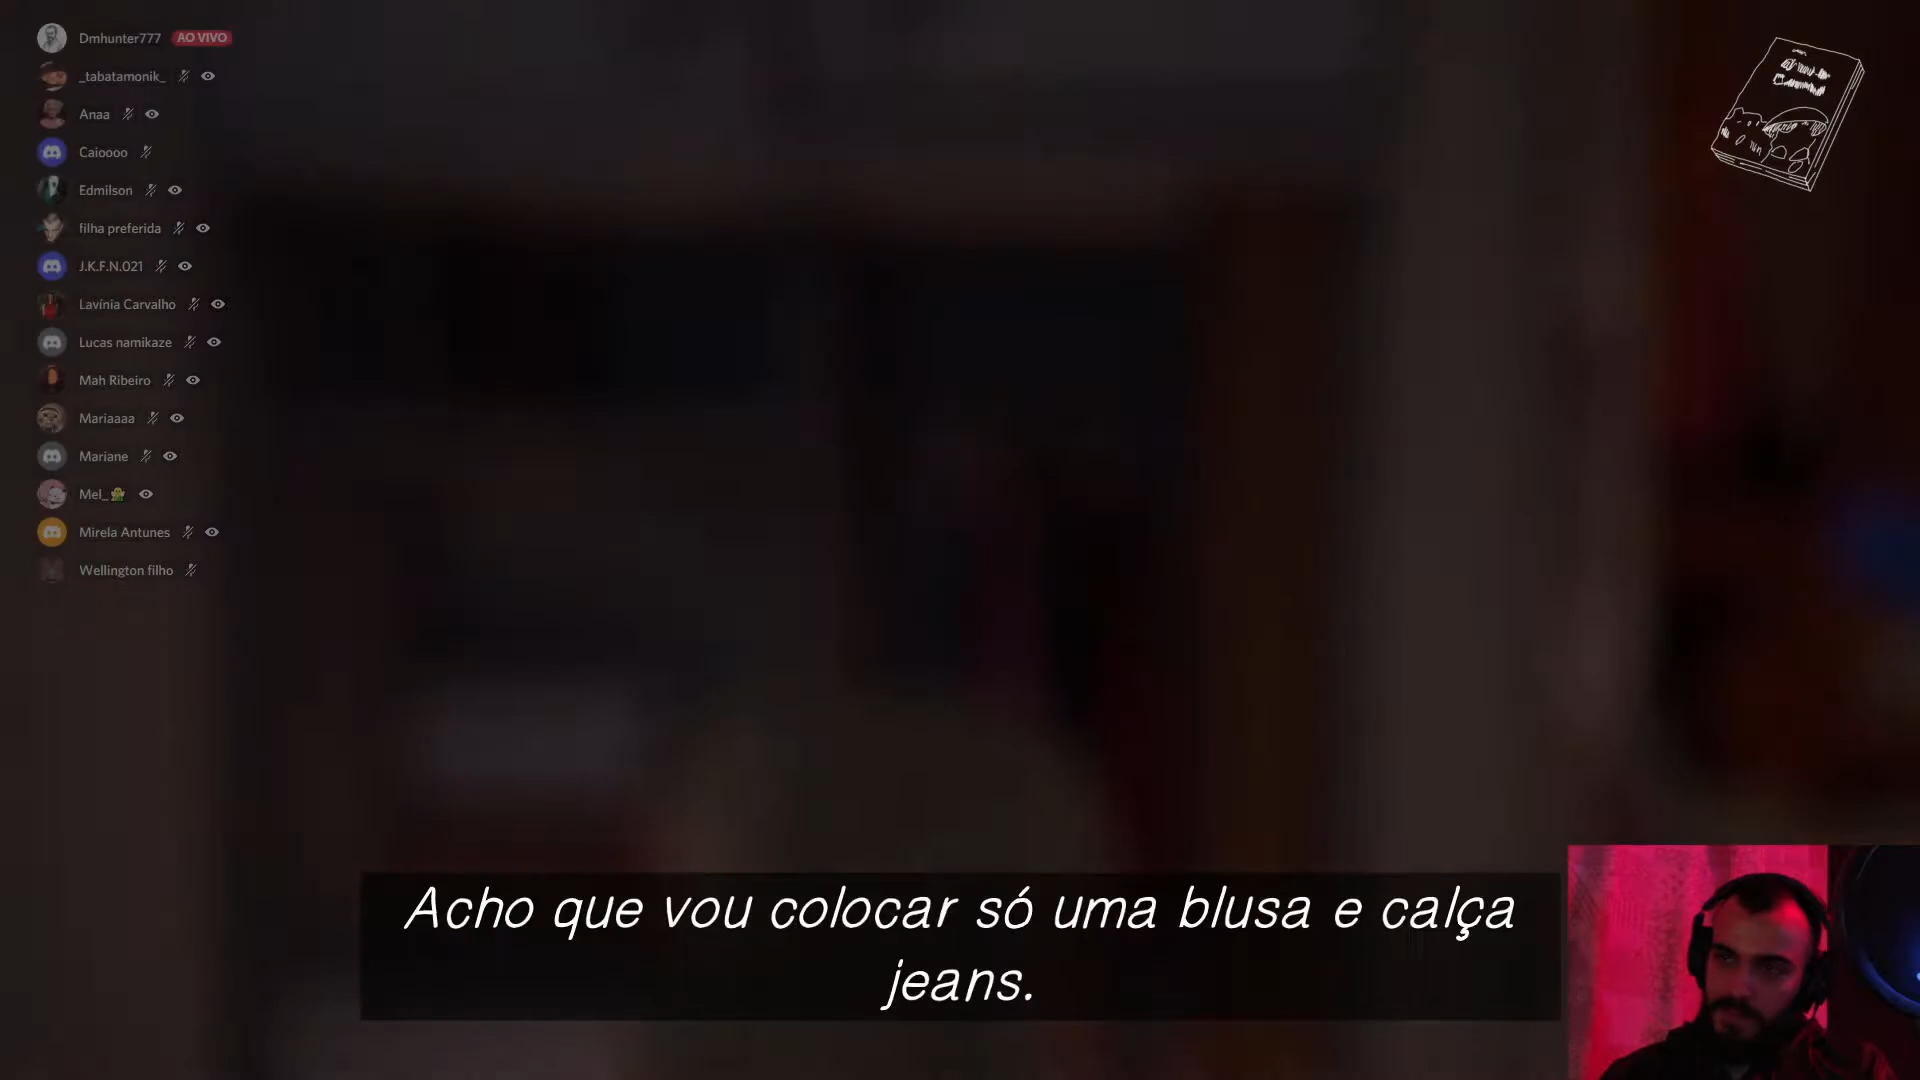 Dmhunter777 AO VIVO
_tabatamonik_
Anaa
Caioooo
Edmilson
filha preferida
J.K.F.N.021
Lavínia Carvalho
Lucas namikaze
Mah Ribeiro
Mariaaaa
Mariane
Mel_
Mirela Antunes
Wellington filho
Acho que vou colocar só uma blusa e calça
jeans.